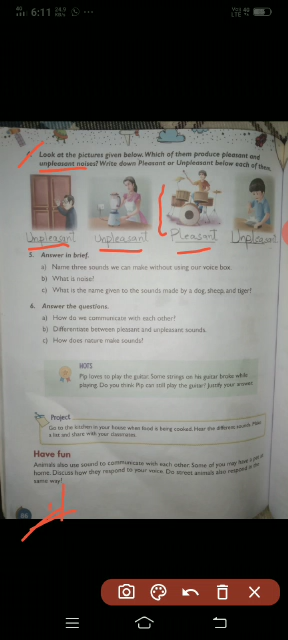 6:11
Look at the pictures given below. Which of them produce pleasant and
unpleasant noises? Write down Pleasant or Unpleasant below each of them.
Unpleasant Unpleasant Pleasant Unpleasant
5. Answer in brief.
a) Name three sounds we can make without using our voice box.
b) What is noise?
c) What is the name given to the sounds made by a dog, sheep, and tiger?
6. Answer the questions.
a) How do we communicate with each other?
b) Differentiate between pleasant and unpleasant sounds.
c) How does nature make sounds?
HOTS
Pip loves to play the guitar. Some strings on his guitar broke while
playing. Do you think Pip can still play the guitar? Justify your answer.
Project
Go to the kitchen in your house when food is being cooked. Hear the different sounds. Make
a list and share with your classmates.
Have fun
Animals also use sound to communicate with each other. Some of you may have a pet at
home. Discuss how they respond to your voice. Do street animals also respond in the
same way?
86